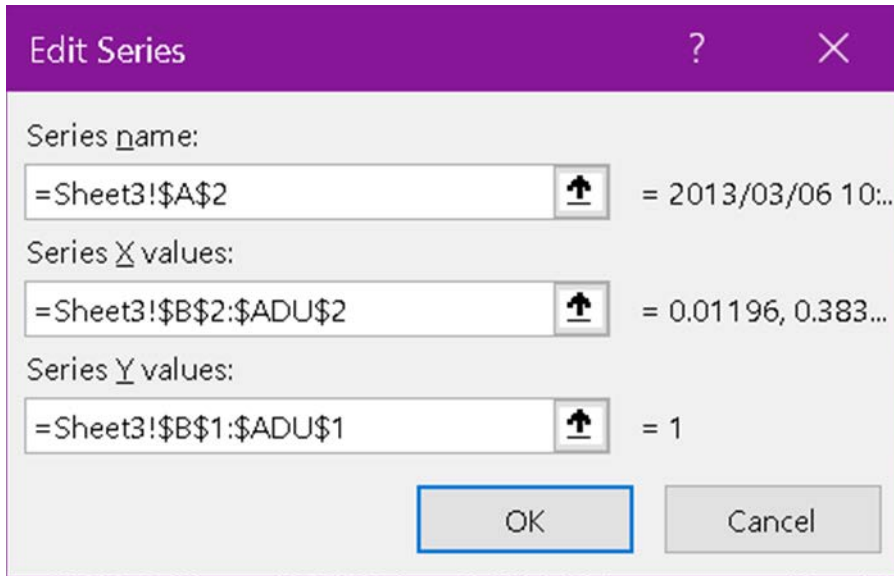 Edit Series ?
Series name:
=Sheet3!$A$2 = 2013/03/06 10:..
Series X values:
=Sheet3!$B$2:$ADU$2 = 0.01196, 0.383...
Series Y values:
=Sheet3!$B$1:$ADU$1 = 1
OK Cancel